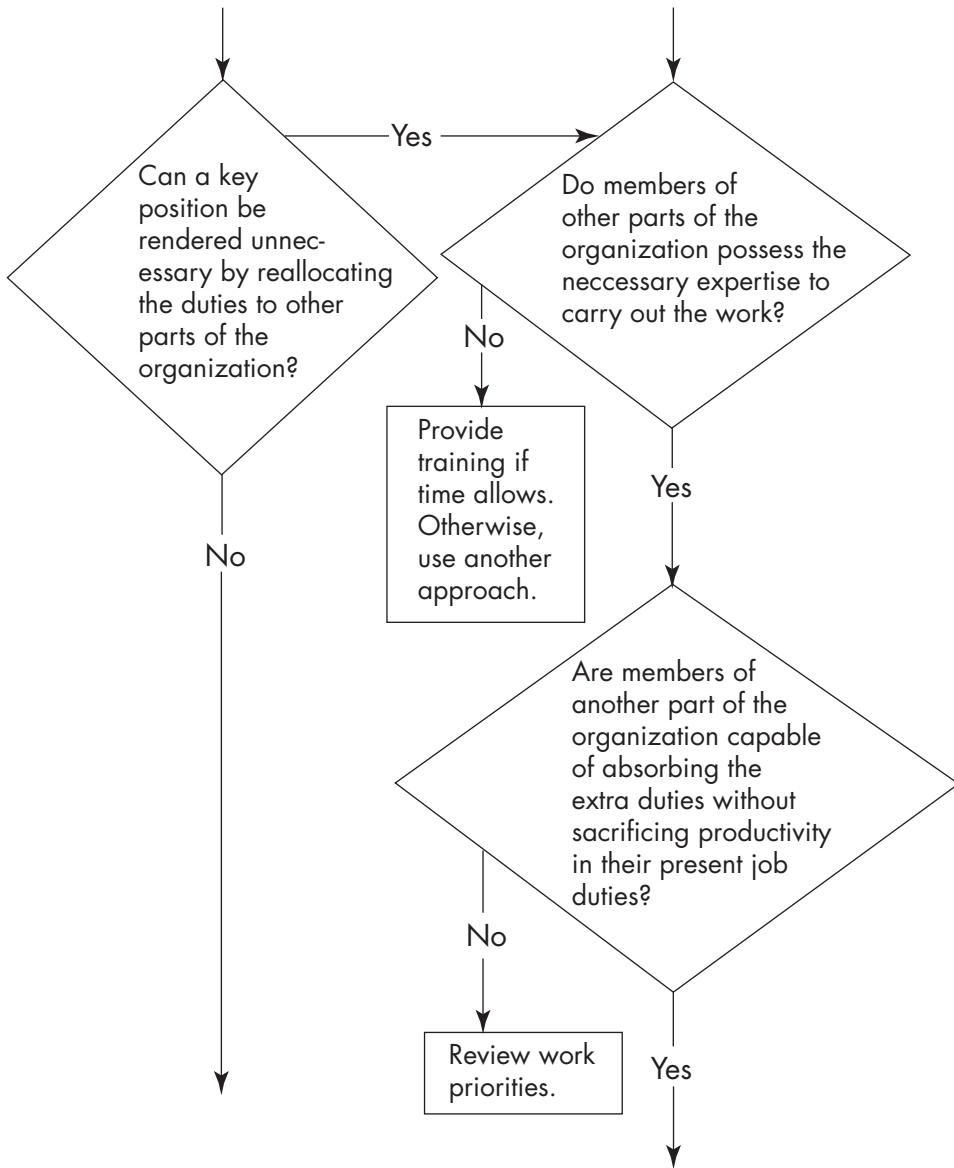 Can a key
position be
rendered unnec-
essary by reallocating
the duties to other
parts of the
organization?
Yes
Do members of
other parts of the
organization possess the
neccessary expertise to
carry out the work?
No
Provide
training if
time allows.
Otherwise,
use another
approach.
Yes
No
Are members of
another part of the
organization capable
of absorbing the
extra duties without
sacrificing productivity
in their present job
duties?
No
Review work
priorities.
Yes